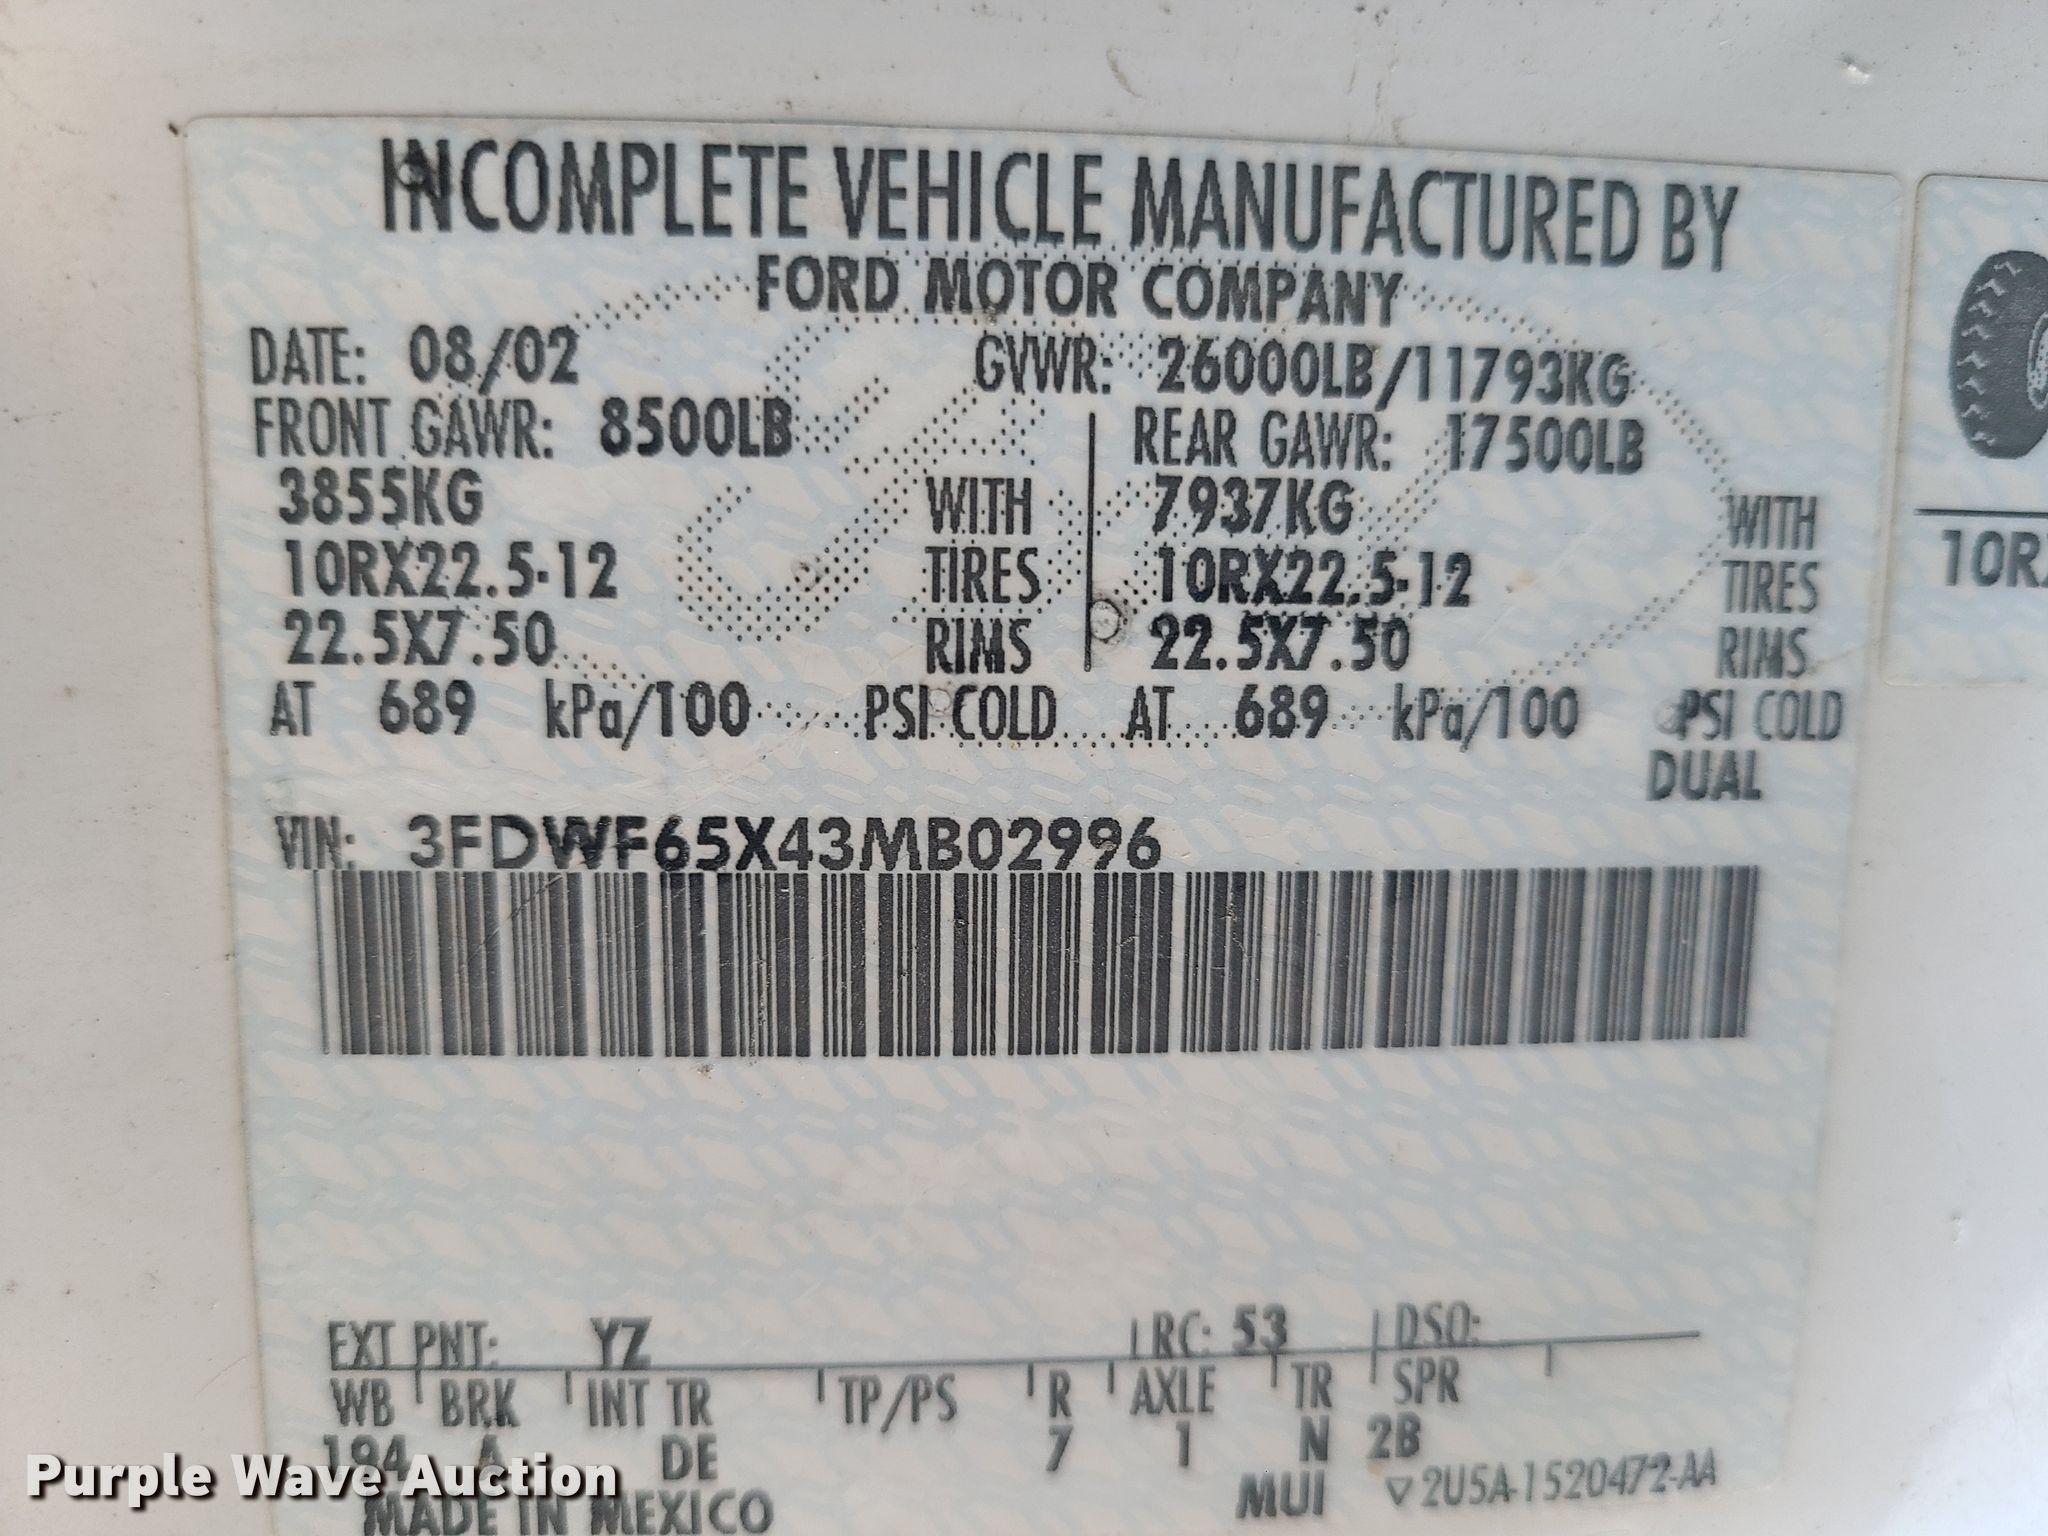 INCOMPLETE VEHICLE MANUFACTURED BY
FORD MOTOR COMPANY
DATE: 08/02 GVWR: 26000LB/11793KG
FRONT GAWR: 8500LB REAR GAWR: 17500LB
3855KG WITH 7937KG WITH
10RX22.5-12 TIRES 10RX22.5-12 TIRES
22.5X7.50 RIMS 22.5X7.50 RIMS
AT 689 kPa/100 PSI COLD AT 689 kPa/100 PSI COLD
DUAL
VIN: 3FDWF65X43MB02996
EXT PNT: YZ RC: 53 DSO:
WB BRK INT TR TP/PS R AXLE TR SPR
194 A DE 7 1 N 2B
MADE IN MEXICO MUI 2U5A-1520472-AA
Purple Wave Auction